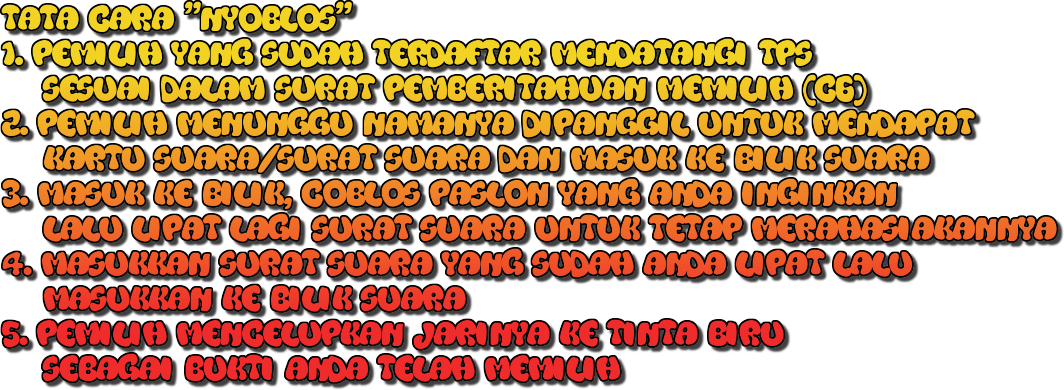 TATA CARA "NYOBLOS"
1. PEMILIH YANG SUDAH TERDAFTAR MENDATANGI TPS
SESUAI DALAM SURAT PEMBERITAHUAN MEMILIH (C6)
2. PEMILIH MENUNGGU NAMANYA DIPANGGIL UNTUK MENDAPAT
KARTU SUARA/SURAT SUARA DAN MASUK KE BILIK SUARA
3. MASUK KE BILIK, COBLOS PASLON YANG ANDA INGINKAN
LALU LIPAT LAGI SURAT SUARA UNTUK TETAP MERAHASIAKANNYA
4. MASUKKAN SURAT SUARA YANG SUDAH ANDA LIPAT LALU
MASUKKAN KE BILIK SUARA
5. PEMILIH MENCELUPKAN JARINYA KE TINTA BIRU
SEBAGAI BUKTI ANDA TELAH MEMILIH